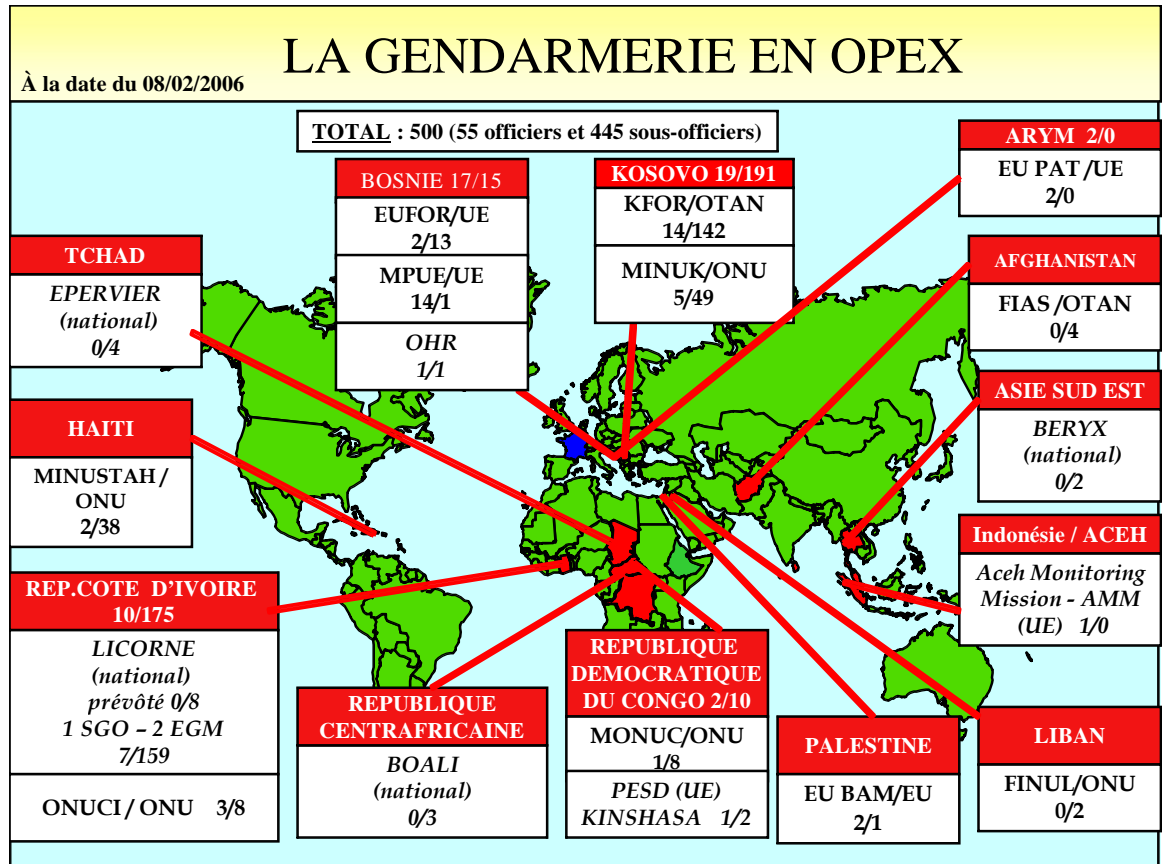 LA GENDARMERIE EN OPEX
À la date du 08/02/2006
TOTAL : 500 (55 officiers et 445 sous-officiers)
BOSNIE 17/15
EUFOR/UE
2/13
MPUE/UE
14/1
OHR
1/1
KOSOVO 19/191
KFOR/OTAN
14/142
MINUK/ONU
5/49
ARYM 2/0
EU PAT /UE
2/0
TCHAD
EPERVIER
(national)
0/4
AFGHANISTAN
FIAS /OTAN
0/4
HAITI
MINUSTAH /
ONU
2/38
ASIE SUD EST
BERYX
(national)
0/2
Indonésie / ACEH
Aceh Monitoring
Mission - AMM
(UE) 1/0
REP.COTE D'IVOIRE
10/175
LICORNE
(national)
prévôté 0/8
1 SGO – 2 EGM
7/159
ONUCI / ONU 3/8
REPUBLIQUE
CENTRAFRICAINE
BOALI
(national)
0/3
REPUBLIQUE
DEMOCRATIQUE
DU CONGO 2/10
MONUC/ONU
1/8
PESD (UE)
KINSHASA 1/2
PALESTINE
EU BAM/EU
2/1
LIBAN
FINUL/ONU
0/2